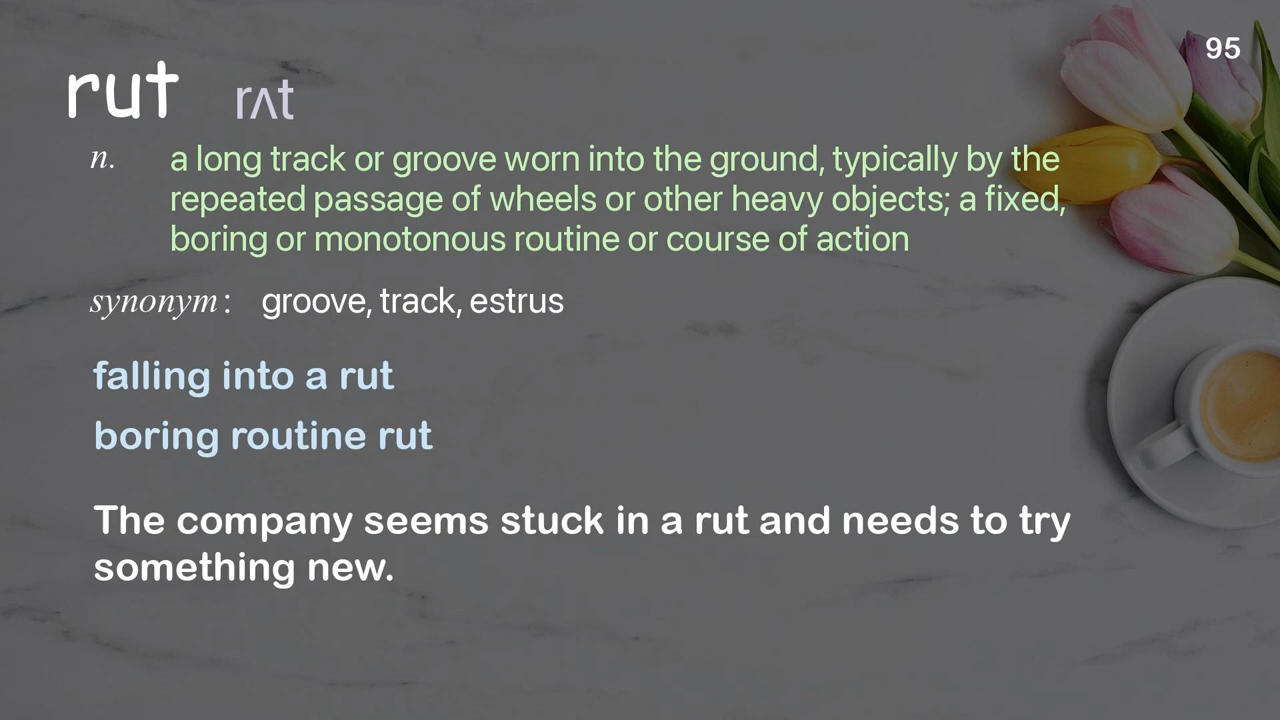 95
rut rʌt
n. a long track or groove worn into the ground, typically by the
repeated passage of wheels or other heavy objects; a fixed,
boring or monotonous routine or course of action
synonym: groove, track, estrus
falling into a rut
boring routine rut
The company seems stuck in a rut and needs to try
something new.